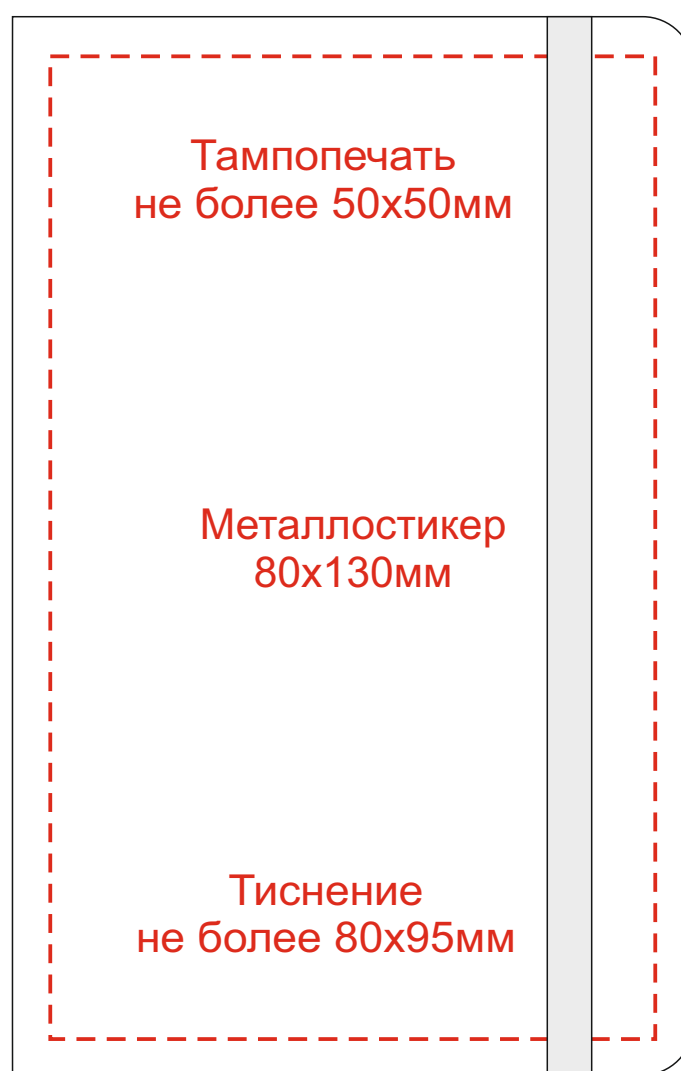 Тампопечать
не более 50х50мм
Металлостикер
80х130мм
Тиснение
не более 80х95мм